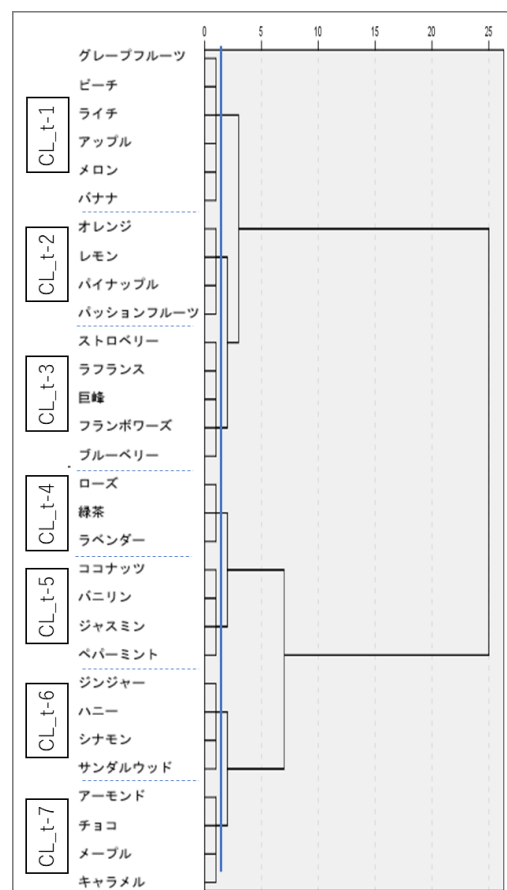 0 5 10 15 20 25
グレープフルーツ
ピーチ
CL_t-1
ライチ
アップル
メロン
バナナ
オレンジ
CL_t-2
レモン
パイナップル
パッションフルーツ
ストロベリー
CL_t-3
ラフランス
巨峰
フランボワーズ
ブルーベリー
CL_t-4
ローズ
緑茶
ラベンダー
CL_t-5
ココナッツ
バニリン
ジャスミン
ペパーミント
CL_t-6
ジンジャー
ハニー
シナモン
サンダルウッド
CL_t-7
アーモンド
チョコ
メープル
キャラメル